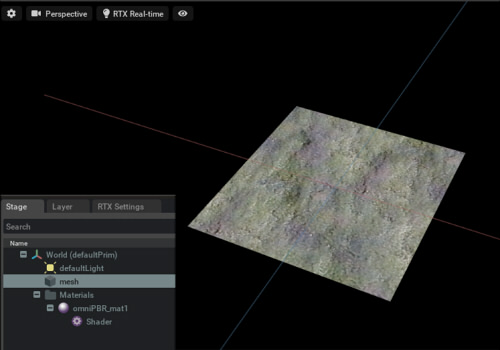 Perspective RTX Real-time
Stage Layer RTX Settings
Search
Name
World (defaultPrim)
defaultLight
mesh
Materials
omniPBR_mat1
Shader